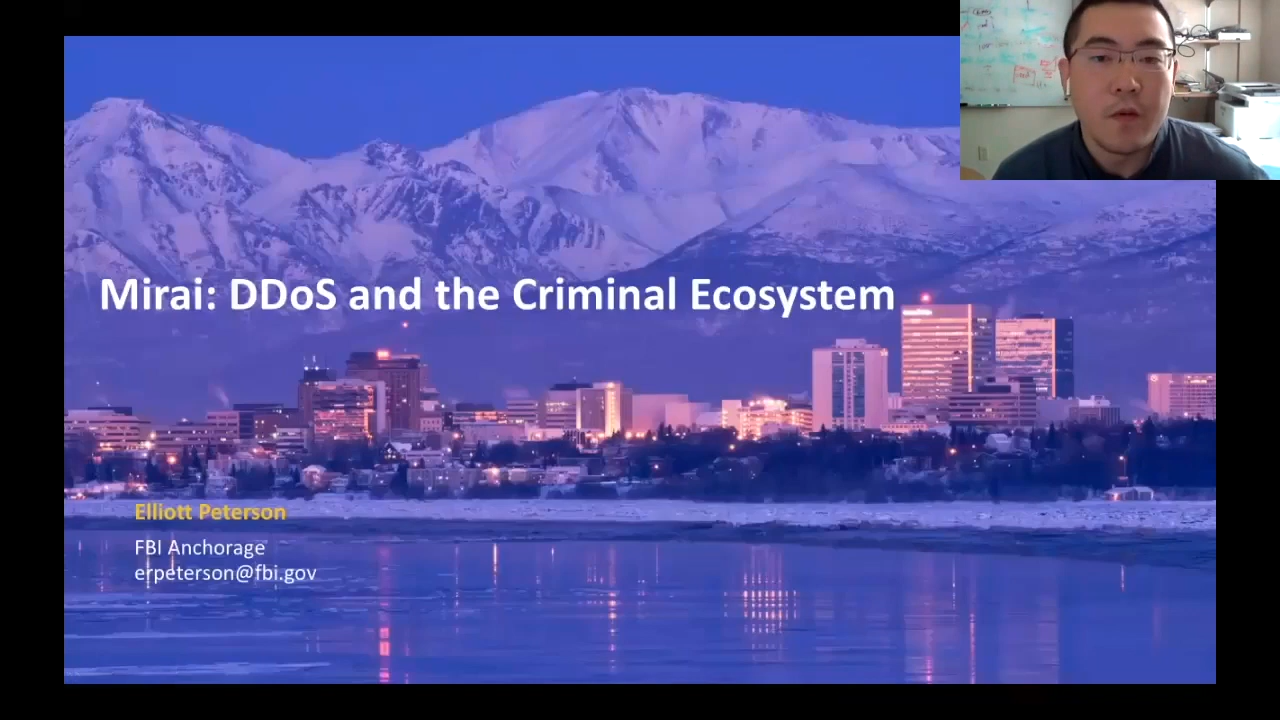 Mirai: DDoS and the Criminal Ecosystem
Elliott Peterson
FBI Anchorage
erpeterson@fbi.gov